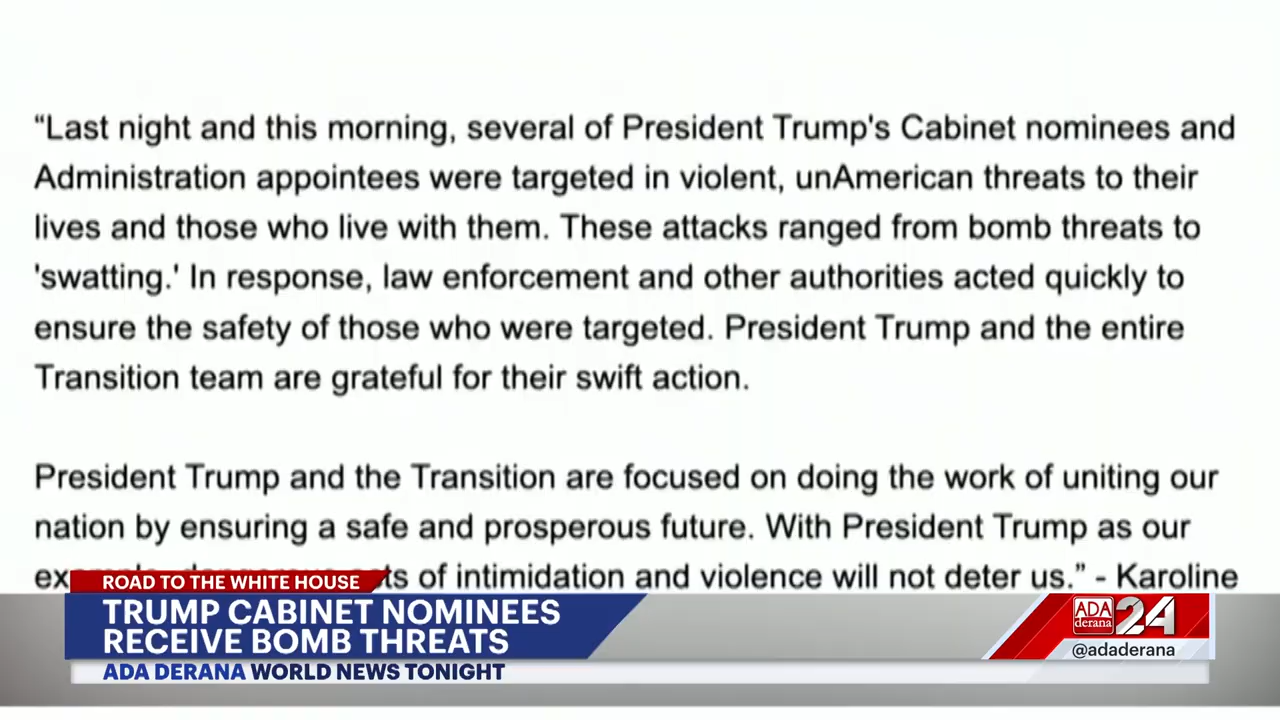 “Last night and this morning, several of President Trump's Cabinet nominees and
Administration appointees were targeted in violent, unAmerican threats to their
lives and those who live with them. These attacks ranged from bomb threats to
'swatting.' In response, law enforcement and other authorities acted quickly to
ensure the safety of those who were targeted. President Trump and the entire
Transition team are grateful for their swift action.
President Trump and the Transition are focused on doing the work of uniting our
nation by ensuring a safe and prosperous future. With President Trump as our
of intimidation and violence will not deter us.” - Karoline
ROAD TO THE WHITE HOUSE
TRUMP CABINET NOMINEES
RECEIVE BOMB THREATS
ADA DERANA WORLD NEWS TONIGHT
ADA
derana 24
@adaderana